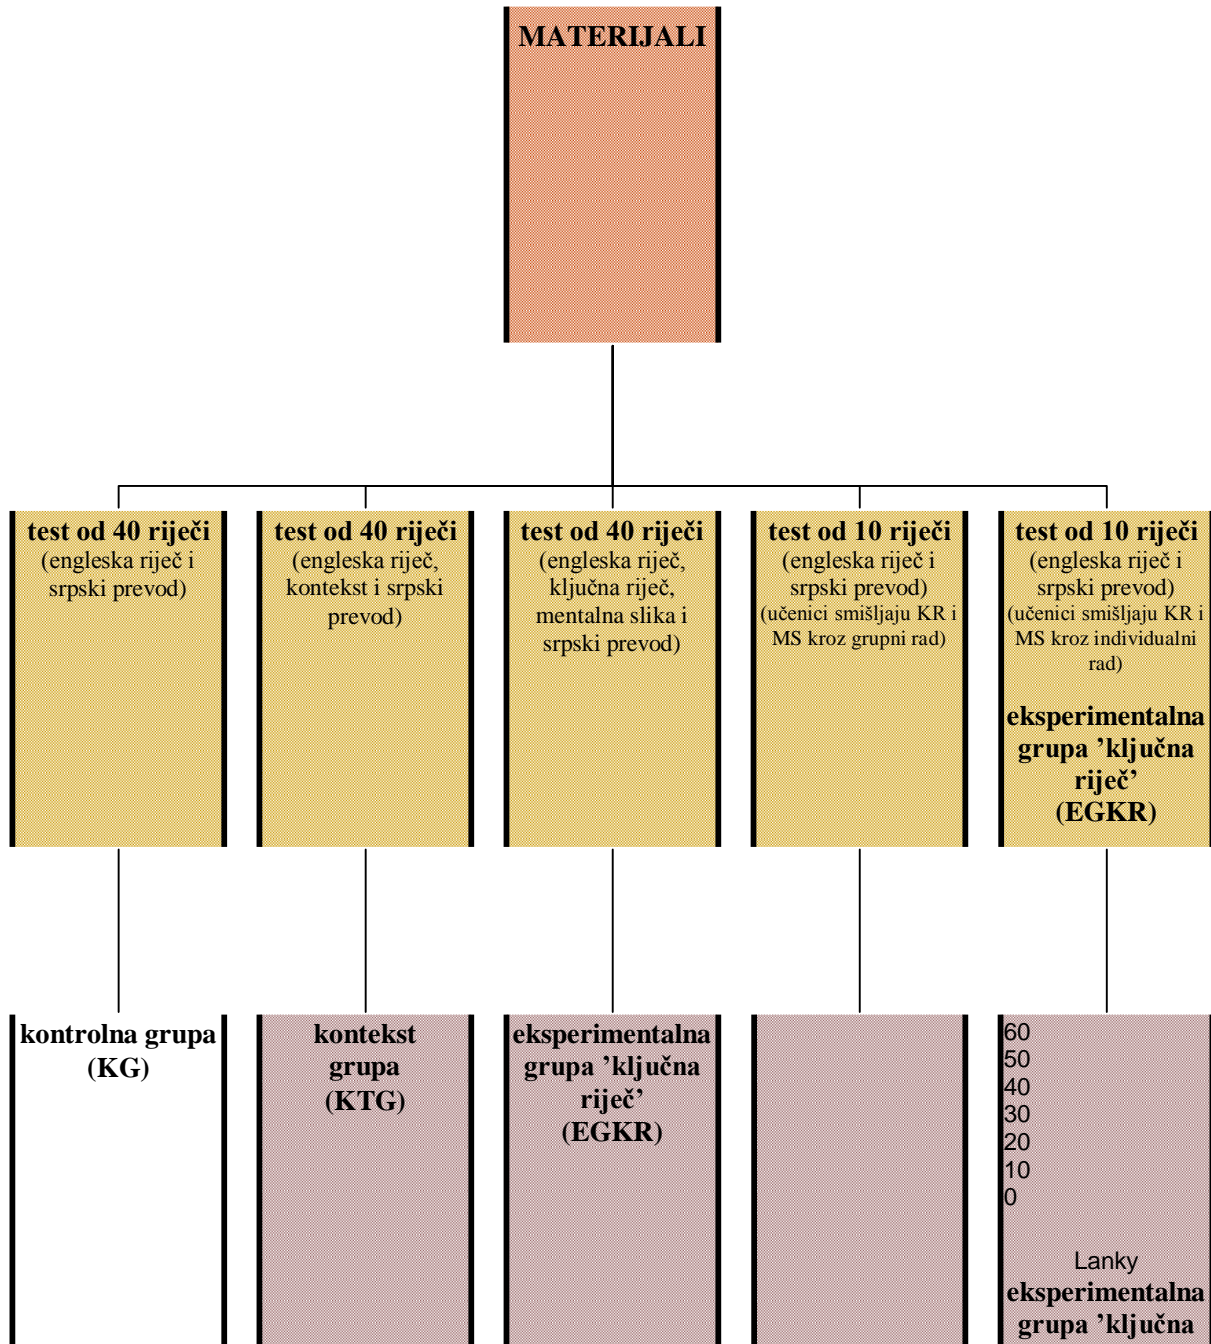 MATERIJALI
test od 40 riječi
(engleska riječ i
srpski prevod)
test od 40 riječi
(engleska riječ,
kontekst i srpski
prevod)
test od 40 riječi
(engleska riječ,
ključna riječ,
mentalna slika i
srpski prevod)
test od 10 riječi
(engleska riječ i
srpski prevod)
(učenici smišljaju KR i
MS kroz grupni rad)
test od 10 riječi
(engleska riječ i
srpski prevod)
(učenici smišljaju KR i
MS kroz individualni
rad)
eksperimentalna
grupa ’ključna
riječ’
(EGKR)
kontrolna grupa
(KG)
kontekst
grupa
(KTG)
eksperimentalna
grupa ’ključna
riječ’
(EGKR)
60
50
40
30
20
10
0
Lanky
eksperimentalna
grupa ’ključna